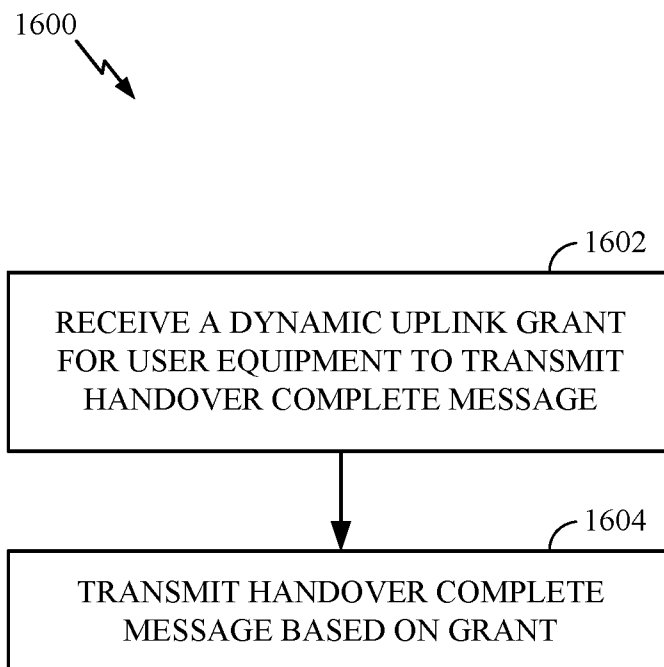 1600
1602
RECEIVE A DYNAMIC UPLINK GRANT
FOR USER EQUIPMENT TO TRANSMIT
HANDOVER COMPLETE MESSAGE
1604
TRANSMIT HANDOVER COMPLETE
MESSAGE BASED ON GRANT